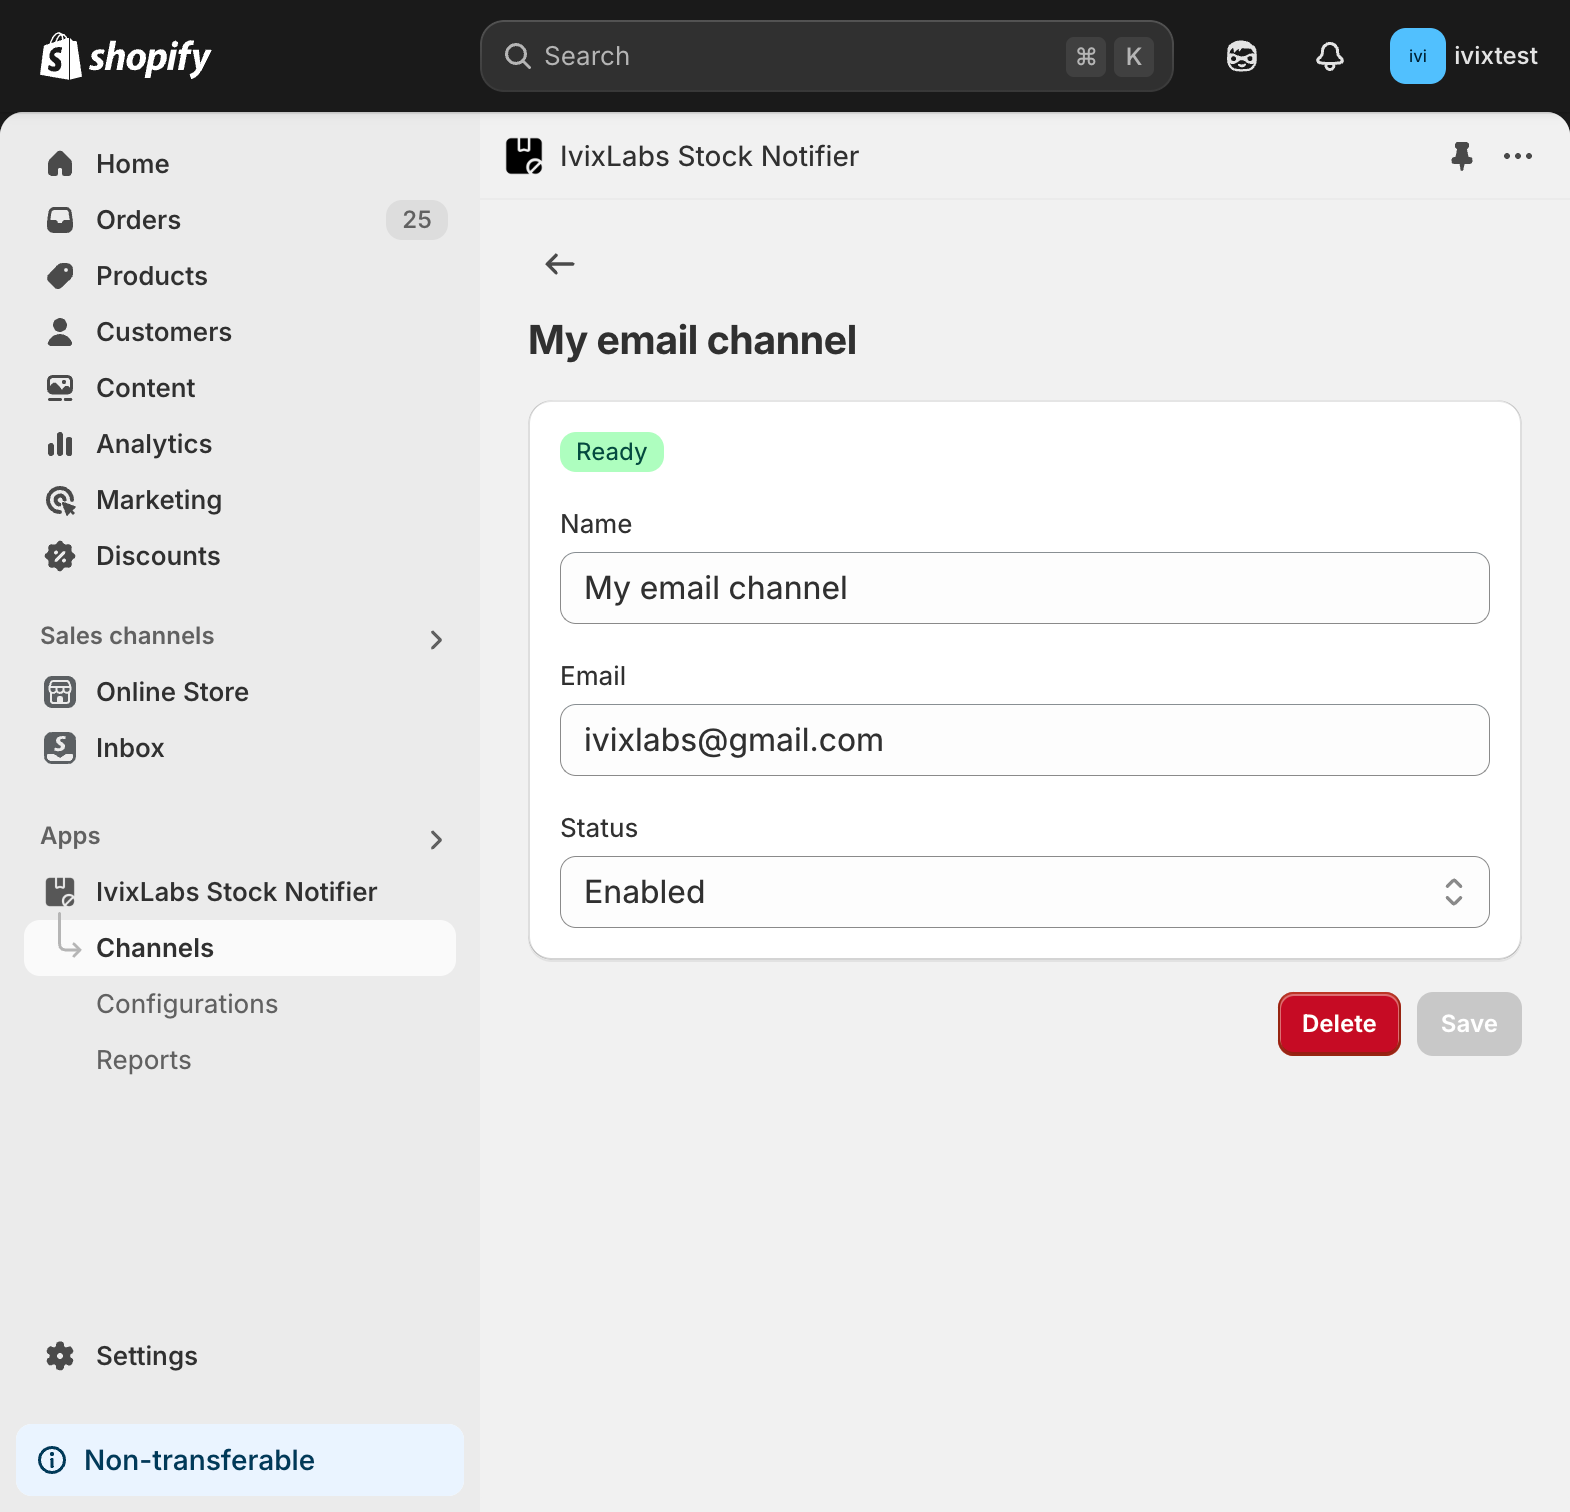 shopify
Search
⌘ K
ivi
ivixtest
Home
Orders 25
Products
Customers
Content
Analytics
Marketing
Discounts
Sales channels
Online Store
Inbox
Apps
IvixLabs Stock Notifier
Channels
Configurations
Reports
Settings
Non-transferable
IvixLabs Stock Notifier
My email channel
Ready
Name
My email channel
Email
ivixlabs@gmail.com
Status
Enabled
Delete
Save